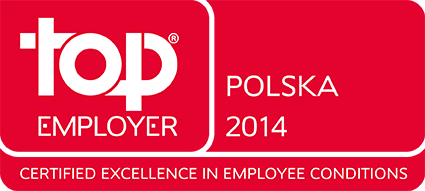 top®
EMPLOYER
POLSKA
2014
CERTIFIED EXCELLENCE IN EMPLOYEE CONDITIONS